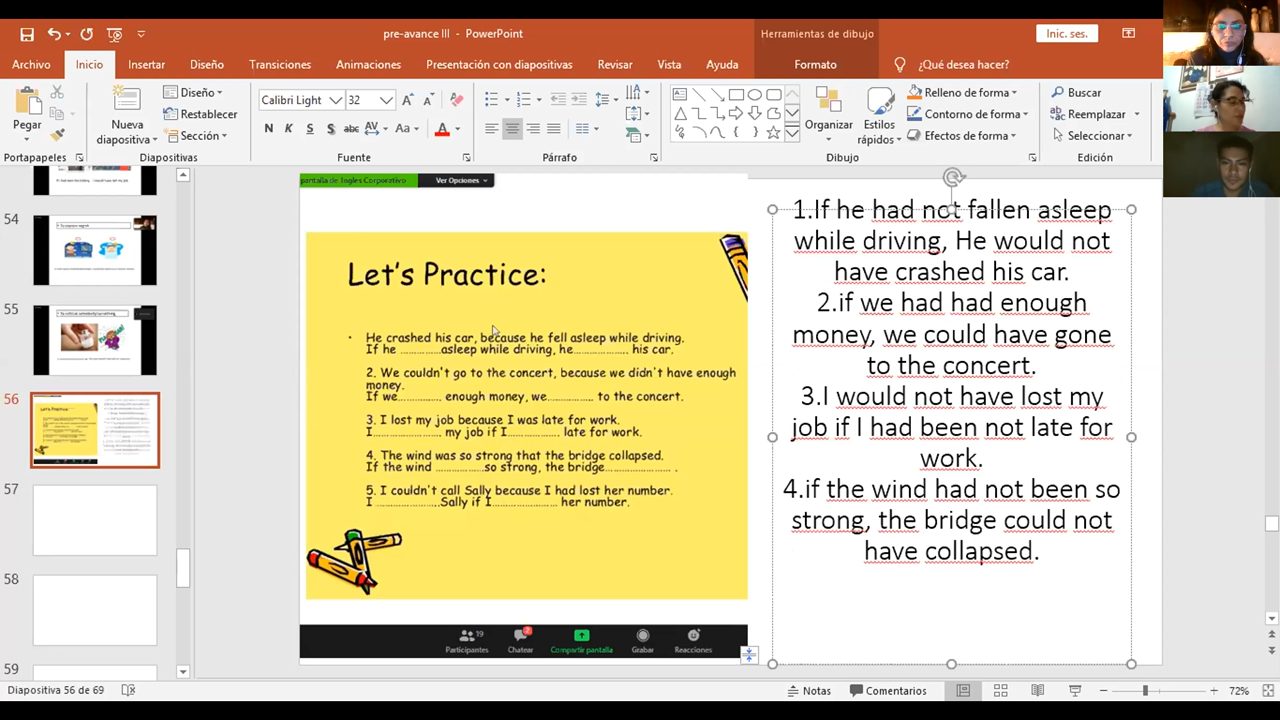 pre-avance III - PowerPoint
Herramientas de dibujo
Inic. ses.
Archivo
Inicio
Insertar
Diseño
Transiciones
Animaciones
Presentación con diapositivas
Revisar
Vista
Ayuda
Formato
¿Qué desea hacer?
Pegar
Nueva
diapositiva
Diseño
Restablecer
Sección
Calibri Light
32
N K S S abc AV Aa A
Organizar
Estilos
rápidos
Relleno de forma
Contorno de forma
Efectos de forma
Buscar
Reemplazar
Seleccionar
Portapapeles
Diapositivas
Fuente
Párrafo
Dibujo
Edición
54
55
56
57
58
59
pantalla de Ingles Corporativo
Ver Opciones
Let's Practice:
He crashed his car, because he fell asleep while driving.
If he ............asleep while driving, he............... his car.
2. We couldn't go to the concert, because we didn't have enough
money.
If we............, enough money, we............ to the concert.
3. I lost my job because I was late for work.
I.................... my job if I............... late for work.
4. The wind was so strong that the bridge collapsed.
If the wind ..............so strong, the bridge................... .
5. I couldn't call Sally because I had lost her number.
I ..................Sally if I.................... her number.
19
Participantes
2
Chatear
Compartir pantalla
Grabar
Reacciones
1.If he had not fallen asleep
while driving, He would not
have crashed his car.
2.if we had had enough
money, we could have gone
to the concert.
3.I would not have lost my
job if I had been not late for
work.
4.if the wind had not been so
strong, the bridge could not
have collapsed.
Diapositiva 56 de 69
Notas
Comentarios
72%